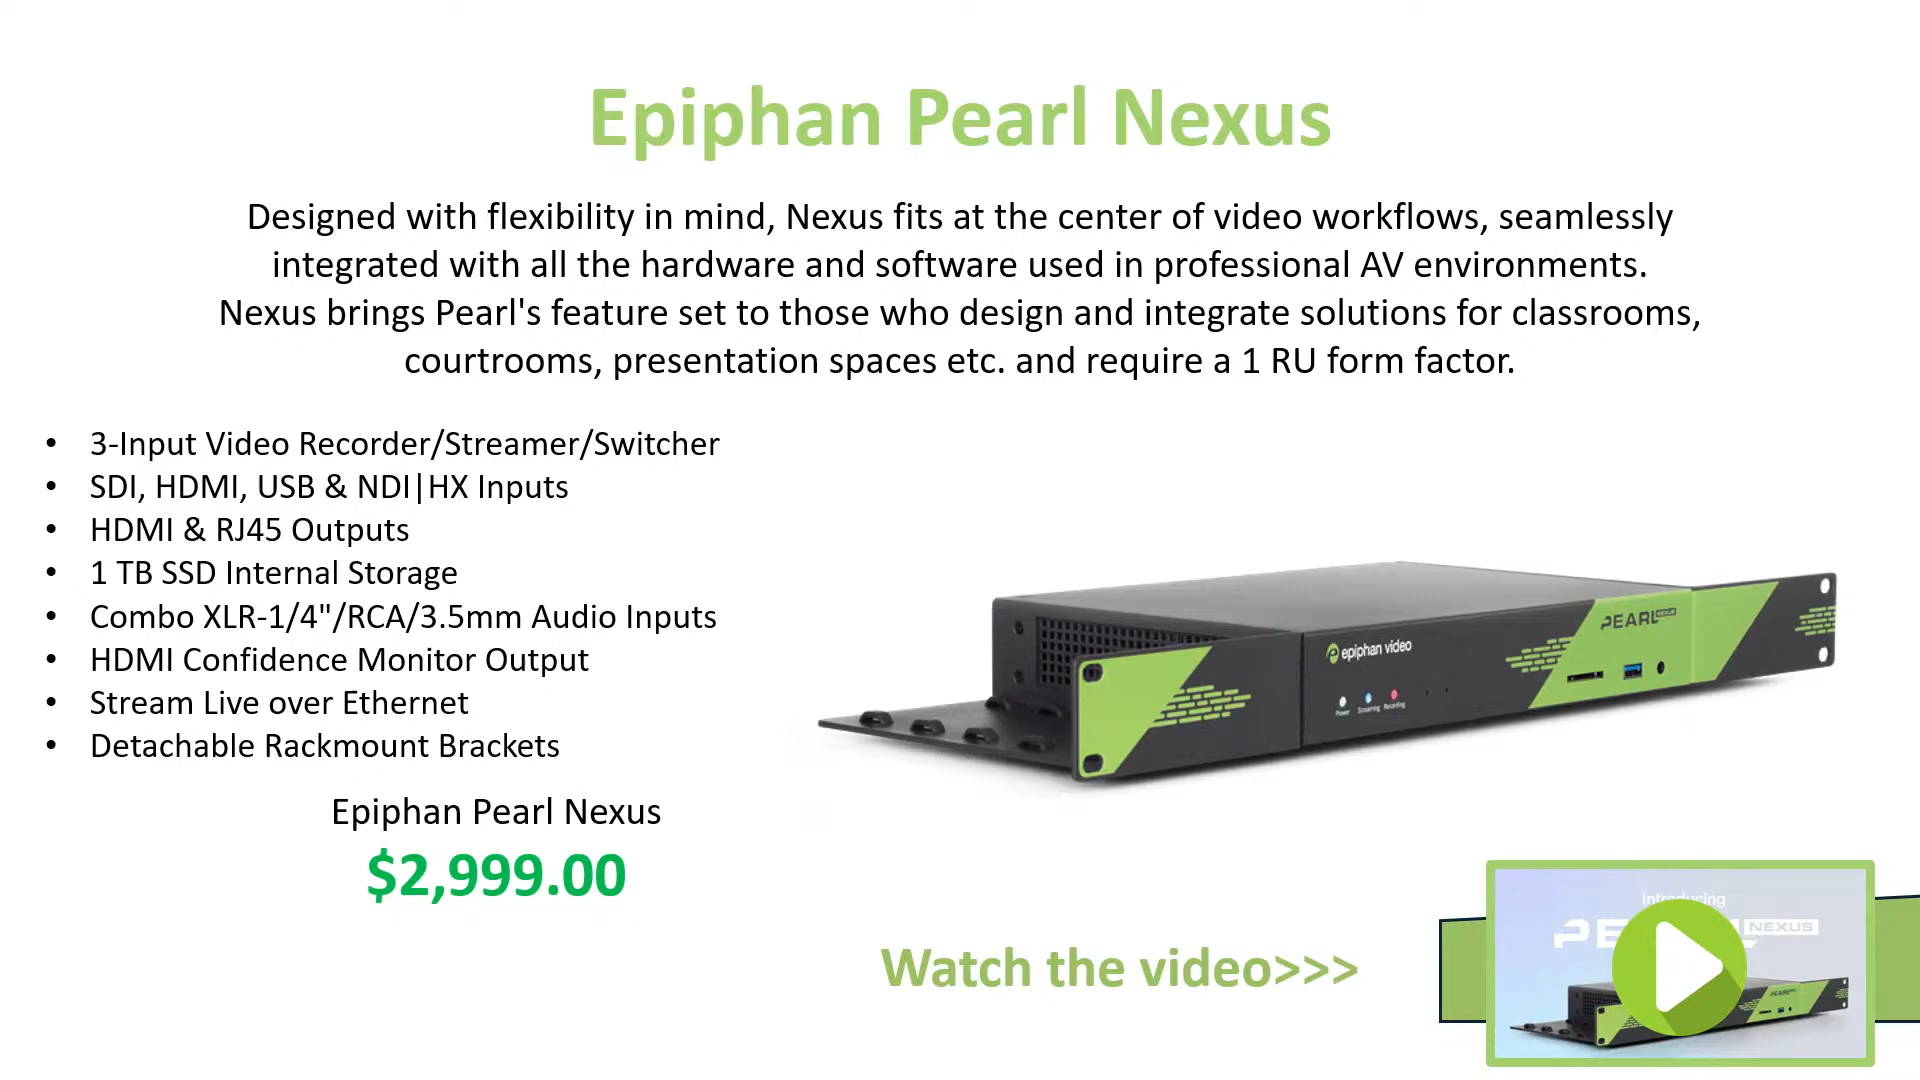 Epiphan Pearl Nexus
Designed with flexibility in mind, Nexus fits at the center of video workflows, seamlessly
integrated with all the hardware and software used in professional AV environments.
Nexus brings Pearl's feature set to those who design and integrate solutions for classrooms,
courtrooms, presentation spaces etc. and require a 1 RU form factor.
• 3-Input Video Recorder/Streamer/Switcher
• SDI, HDMI, USB & NDI|HX Inputs
• HDMI & RJ45 Outputs
• 1 TB SSD Internal Storage
• Combo XLR-1/4"/RCA/3.5mm Audio Inputs
• HDMI Confidence Monitor Output
• Stream Live over Ethernet
• Detachable Rackmount Brackets
Epiphan Pearl Nexus
$2,999.00
PEARL NEXUS
epiphan video
Power Streaming Recording
Watch the video>>>
Introducing
NEXUS